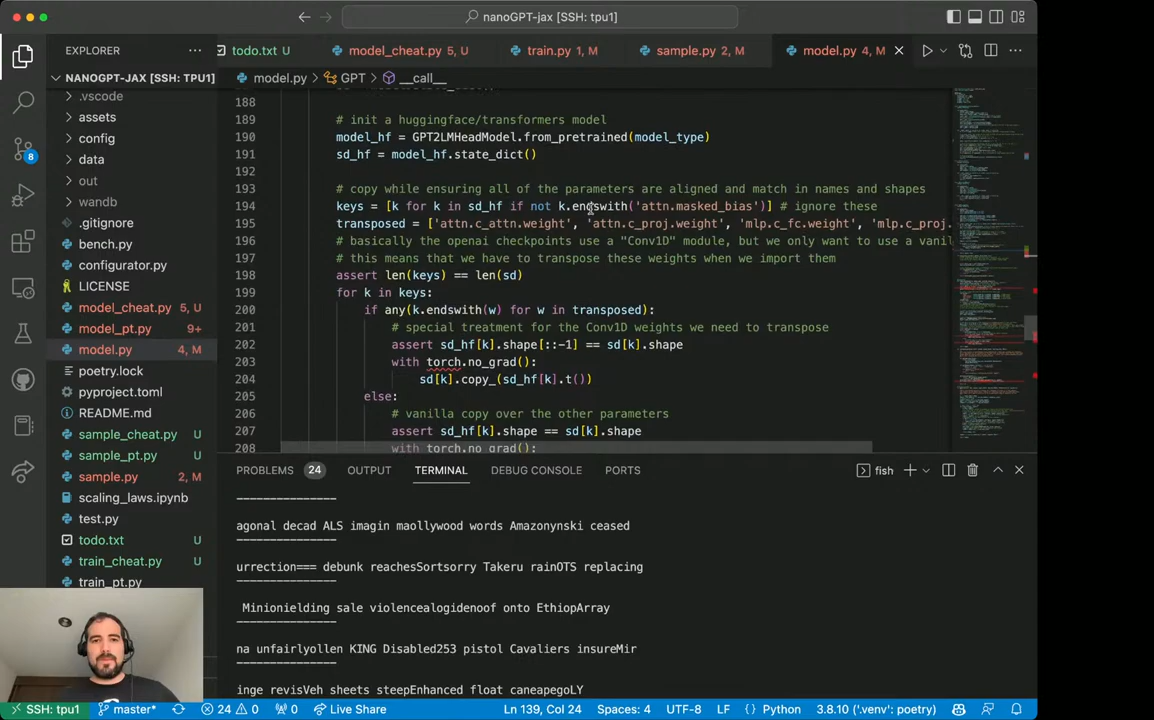 nanoGPT-jax [SSH: tpu1]
EXPLORER
todo.txt U
model_cheat.py 5, U
train.py 1, M
sample.py 2, M
model.py 4, M
NANOGPT-JAX [SSH: TPU1]
model.py > GPT > __call__
.vscode
assets
config
data
out
wandb
.gitignore
bench.py
configurator.py
LICENSE
model_cheat.py 5, U
model_pt.py 9+
model.py 4, M
poetry.lock
pyproject.toml
README.md
sample_cheat.py U
sample_pt.py U
sample.py 2, M
scaling_laws.ipynb
test.py
todo.txt U
train_cheat.py U
train_pt.py
8
188
189 # init a huggingface/transformers model
190 model_hf = GPT2LMHeadModel.from_pretrained(model_type)
191 sd_hf = model_hf.state_dict()
192
193 # copy while ensuring all of the parameters are aligned and match in names and shapes
194 keys = [k for k in sd_hf if not k.endswith('attn.masked_bias')] # ignore these
195 transposed = ['attn.c_attn.weight', 'attn.c_proj.weight', 'mlp.c_fc.weight', 'mlp.c_proj.
196 # basically the openai checkpoints use a "Conv1D" module, but we only want to use a vanil
197 # this means that we have to transpose these weights when we import them
198 assert len(keys) == len(sd)
199 for k in keys:
200 if any(k.endswith(w) for w in transposed):
201 # special treatment for the Conv1D weights we need to transpose
202 assert sd_hf[k].shape[::-1] == sd[k].shape
203 with torch.no_grad():
204 sd[k].copy_(sd_hf[k].t())
205 else:
206 # vanilla copy over the other parameters
207 assert sd_hf[k].shape == sd[k].shape
208 with torch.no_grad():
PROBLEMS 24 OUTPUT TERMINAL DEBUG CONSOLE PORTS
fish
---------------
agonal decad ALS imagin maollywood words Amazonynski ceased
---------------
urrection=== debunk reachesSortsorry Takeru rainOTS replacing
---------------
Minionielding sale violencealogidenoof onto EthiopArray
---------------
na unfairlyollen KING Disabled253 pistol Cavaliers insureMir
---------------
inge revisVeh sheets steepEnhanced float caneapegoLY
SSH: tpu1 master* 24 0 0 Live Share Ln 139, Col 24 Spaces: 4 UTF-8 LF Python 3.8.10 ('.venv': poetry)